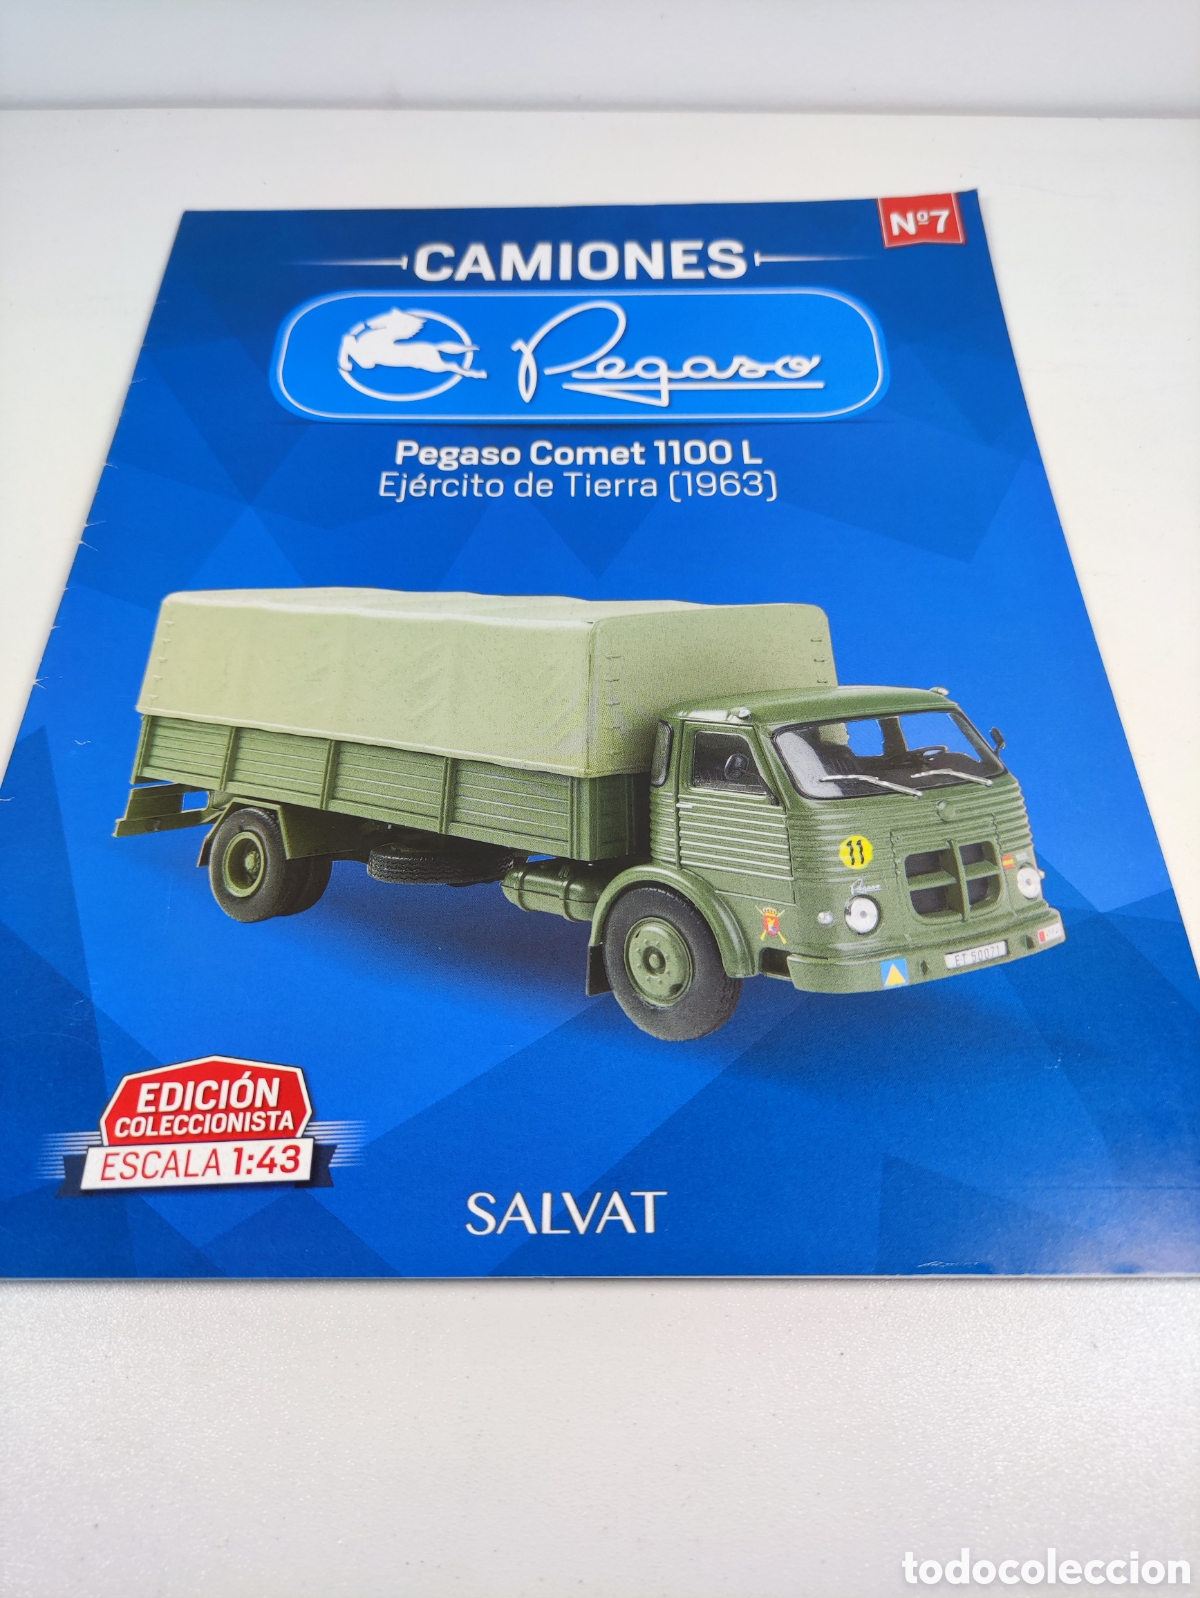 Nº7
CAMIONES
Pegaso
Pegaso Comet 1100 L
Ejército de Tierra (1963)
11
Pegaso
ET 50071
EDICIÓN
COLECCIONISTA
ESCALA 1:43
SALVAT
todocoleccion